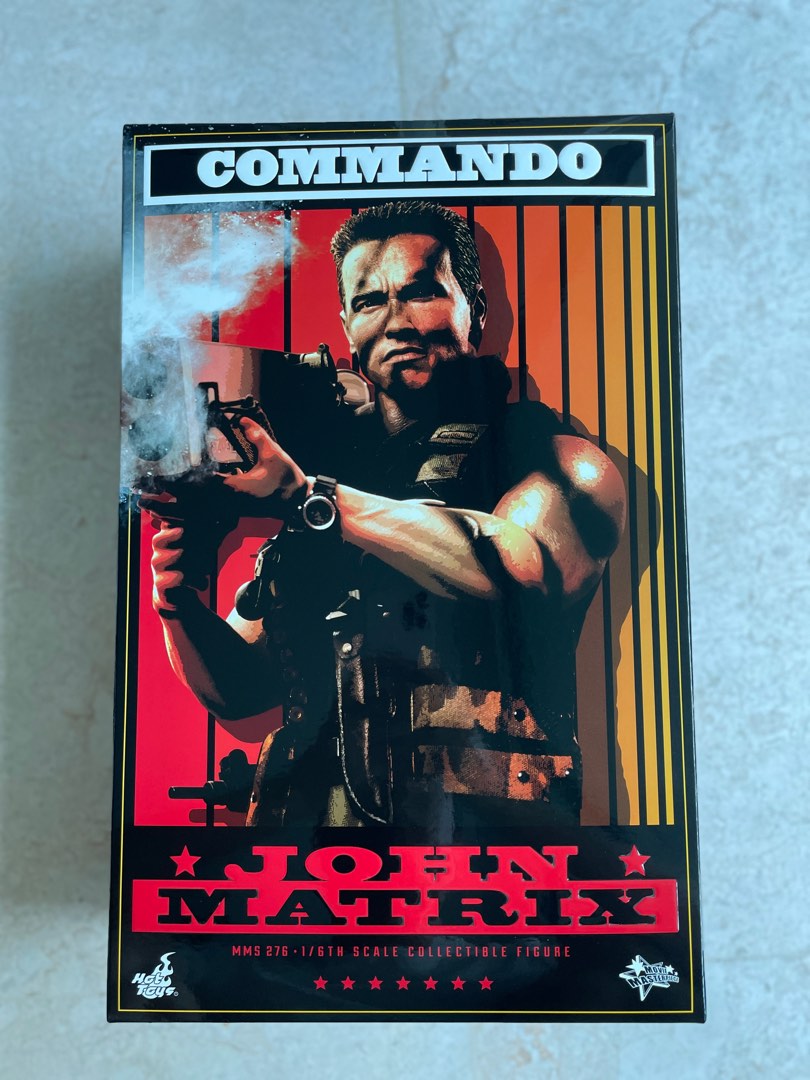 COMMANDO
JOHN
MATRIX
MMS 276 · 1/6TH SCALE COLLECTIBLE FIGURE
Hot
Toys®
MOVIE
MASTERPIECE